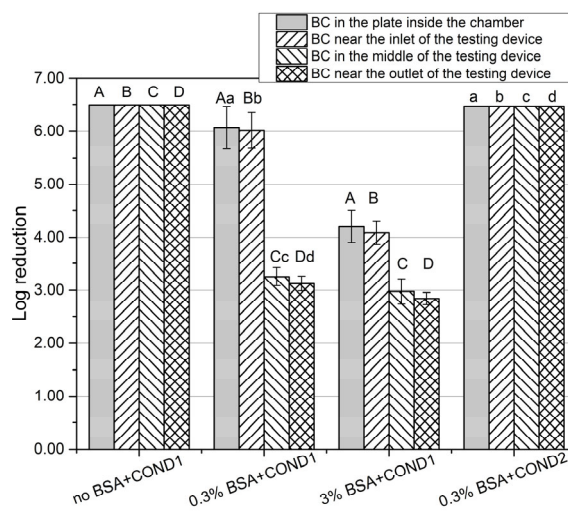 BC in the plate inside the chamber
BC near the inlet of the testing device
BC in the middle of the testing device
BC near the outlet of the testing device
7.00
6.00
5.00
4.00
3.00
2.00
1.00
0.00
Log reduction
A B C D
Aa Bb
Cc Dd
A B
C D
a b c d
no BSA+COND1
0.3% BSA+COND1
3% BSA+COND1
0.3% BSA+COND2